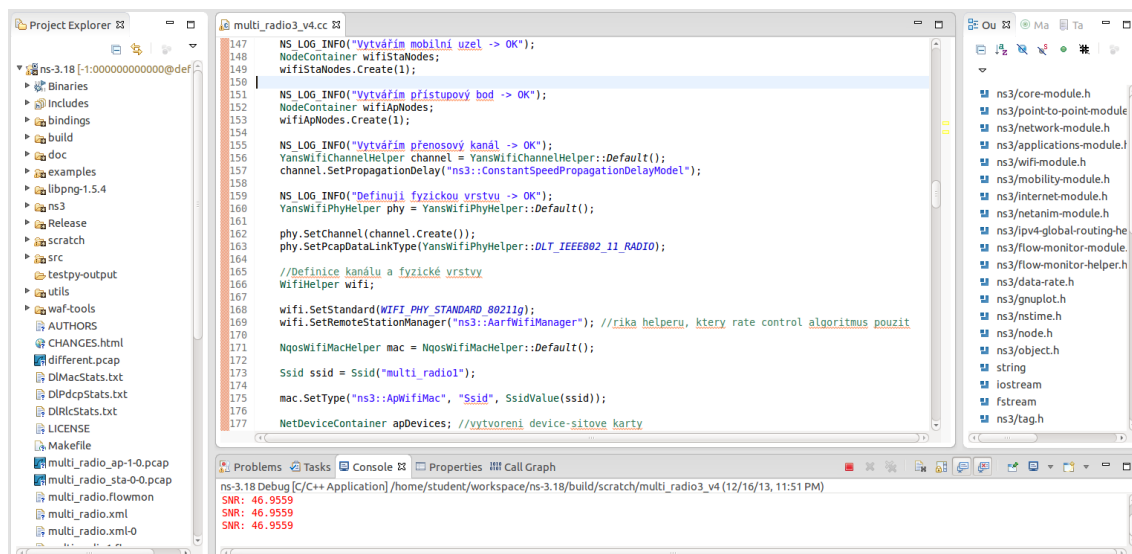 Project Explorer
ns-3.18 [-1:000000000000@def
Binaries
Includes
bindings
build
doc
examples
libpng-1.5.4
ns3
Release
scratch
src
testpy-output
utils
waf-tools
AUTHORS
CHANGES.html
different.pcap
DlMacStats.txt
DlPdcpStats.txt
DlRlcStats.txt
LICENSE
Makefile
multi_radio_ap-1-0.pcap
multi_radio_sta-0-0.pcap
multi_radio.flowmon
multi_radio.xml
multi_radio.xml-0
multi_radio3_v4.cc
147 NS_LOG_INFO("Vytvářím mobilní uzel -> OK");
148 NodeContainer wifiStaNodes;
149 wifiStaNodes.Create(1);
150
151 NS_LOG_INFO("Vytvářím přístupový bod -> OK");
152 NodeContainer wifiApNodes;
153 wifiApNodes.Create(1);
154
155 NS_LOG_INFO("Vytvářím přenosový kanál -> OK");
156 YansWifiChannelHelper channel = YansWifiChannelHelper::Default();
157 channel.SetPropagationDelay("ns3::ConstantSpeedPropagationDelayModel");
158
159 NS_LOG_INFO("Definuji fyzickou vrstvu -> OK");
160 YansWifiPhyHelper phy = YansWifiPhyHelper::Default();
161
162 phy.SetChannel(channel.Create());
163 phy.SetPcapDataLinkType(YansWifiPhyHelper::DLT_IEEE802_11_RADIO);
164
165 //Definice kanálu a fyzické vrstvy
166 WifiHelper wifi;
167
168 wifi.SetStandard(WIFI_PHY_STANDARD_80211g);
169 wifi.SetRemoteStationManager("ns3::AarfWifiManager"); //rika helperu, ktery rate control algoritmus pouzit
170
171 NqosWifiMacHelper mac = NqosWifiMacHelper::Default();
172
173 Ssid ssid = Ssid("multi_radio1");
174
175 mac.SetType("ns3::ApWifiMac", "Ssid", SsidValue(ssid));
176
177 NetDeviceContainer apDevices; //vytvoreni device-sitove karty
Ou Ma Ta
ns3/core-module.h
ns3/point-to-point-module
ns3/network-module.h
ns3/applications-module.h
ns3/wifi-module.h
ns3/mobility-module.h
ns3/internet-module.h
ns3/netanim-module.h
ns3/ipv4-global-routing-he
ns3/flow-monitor-module.
ns3/flow-monitor-helper.h
ns3/data-rate.h
ns3/gnuplot.h
ns3/nstime.h
ns3/node.h
ns3/object.h
string
iostream
fstream
ns3/tag.h
Problems Tasks Console Properties Call Graph
ns-3.18 Debug [C/C++ Application] /home/student/workspace/ns-3.18/build/scratch/multi_radio3_v4 (12/16/13, 11:51 PM)
SNR: 46.9559
SNR: 46.9559
SNR: 46.9559